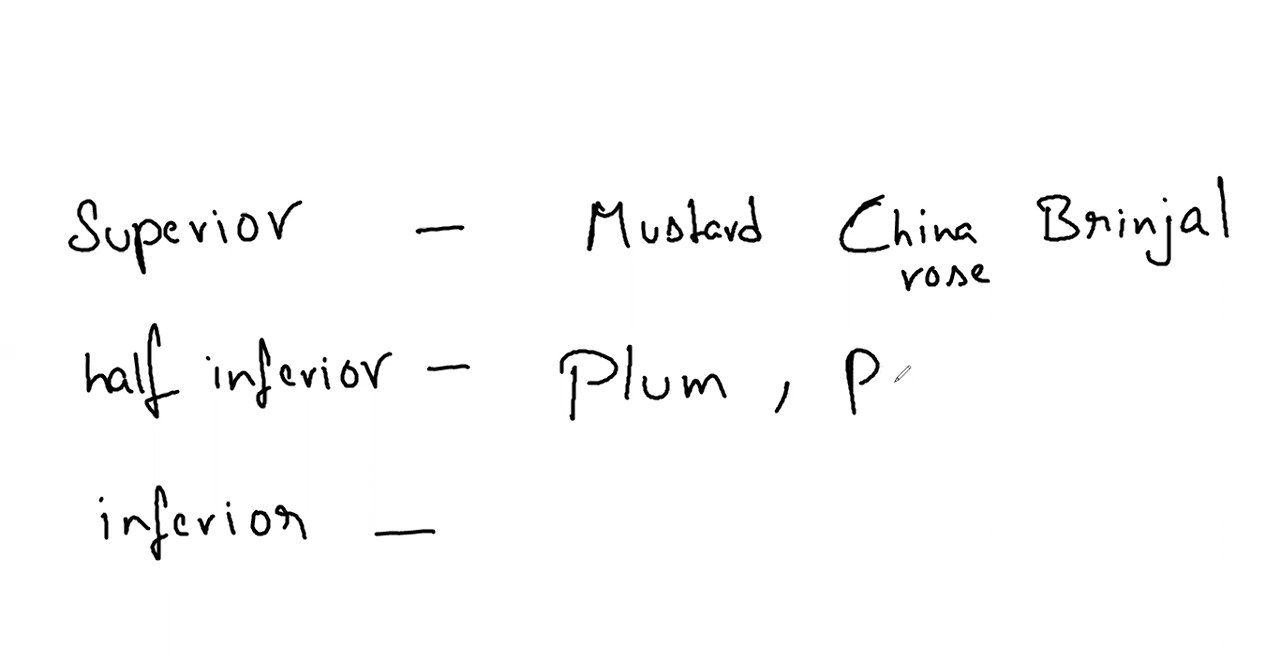 Superior — Mustard China rose Brinjal
half inferior — Plum , P
inferior —